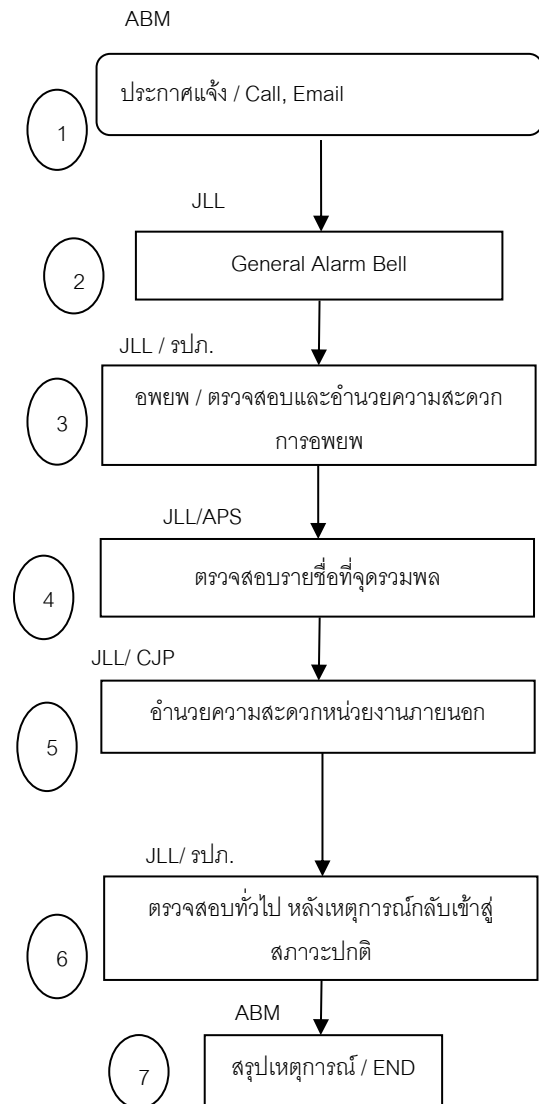 ABM
ประกาศแจ้ง / Call, Email
1
JLL
General Alarm Bell
2
JLL / รปภ.
อพยพ / ตรวจสอบและอำนวยความสะดวก
การอพยพ
3
JLL/APS
ตรวจสอบรายชื่อที่จุดรวมพล
4
JLL/ CJP
อำนวยความสะดวกหน่วยงานภายนอก
5
JLL/ รปภ.
ตรวจสอบทั่วไป หลังเหตุการณ์กลับเข้าสู่
สภาวะปกติ
6
ABM
สรุปเหตุการณ์ / END
7